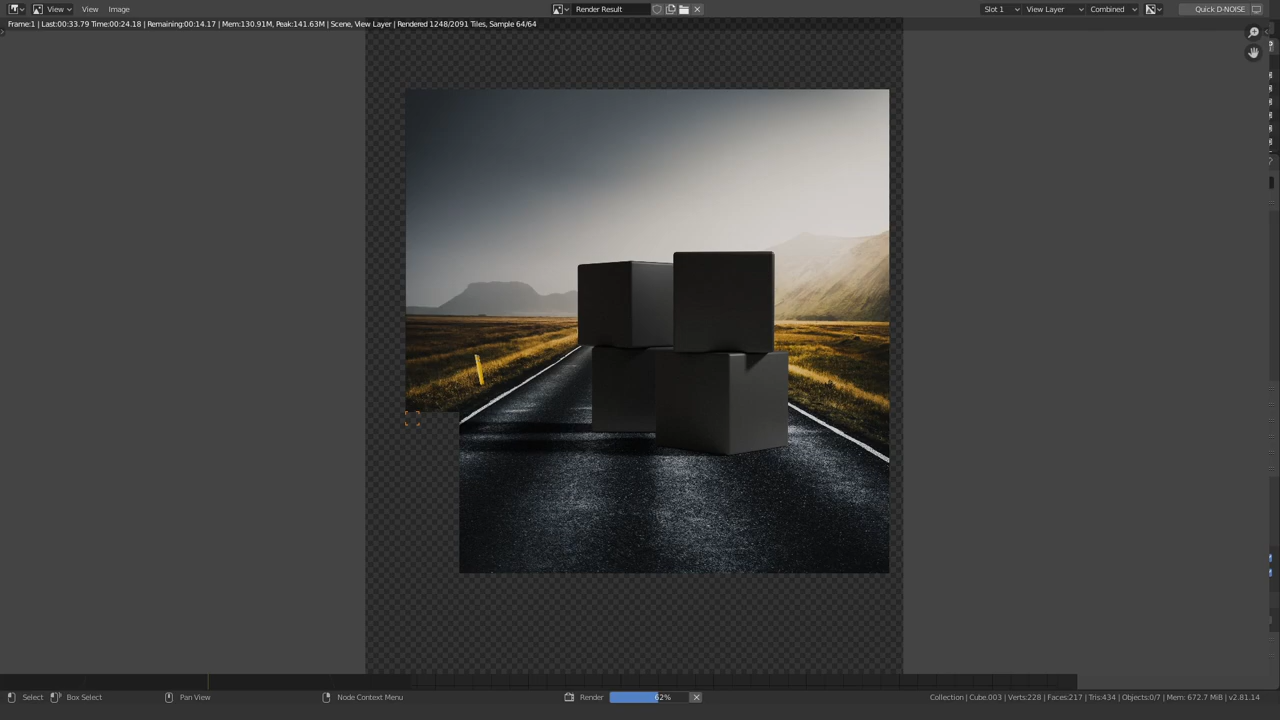 View View Image Render Result Slot 1 View Layer Combined Quick D-NOISE
Frame:1 | Last:00:33.79 Time:00:24.18 | Remaining:00:14.17 | Mem:130.91M, Peak:141.63M | Scene, View Layer | Rendered 1248/2091 Tiles, Sample 64/64
Select Box Select Pan View Node Context Menu Render 62% Collection | Cube.003 | Verts:228 | Faces:217 | Tris:434 | Objects:0/7 | Mem: 672.7 MiB | v2.81.14